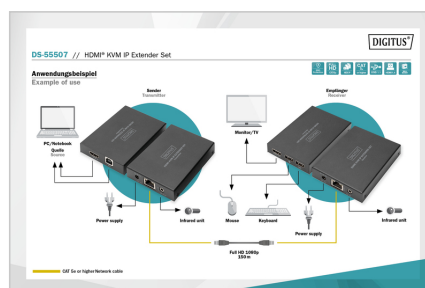 DIGITUS®
DS-55507 // HDMI® KVM IP Extender Set
Anwendungsbeispiel
Example of use
Sender
Transmitter
Empfänger
Receiver
PC/Notebook
Quelle
Source
Monitor/TV
Power supply
Infrared unit
Mouse
Keyboard
Power supply
Infrared unit
Full HD 1080p
150 m
CAT 5e or higher Network cable